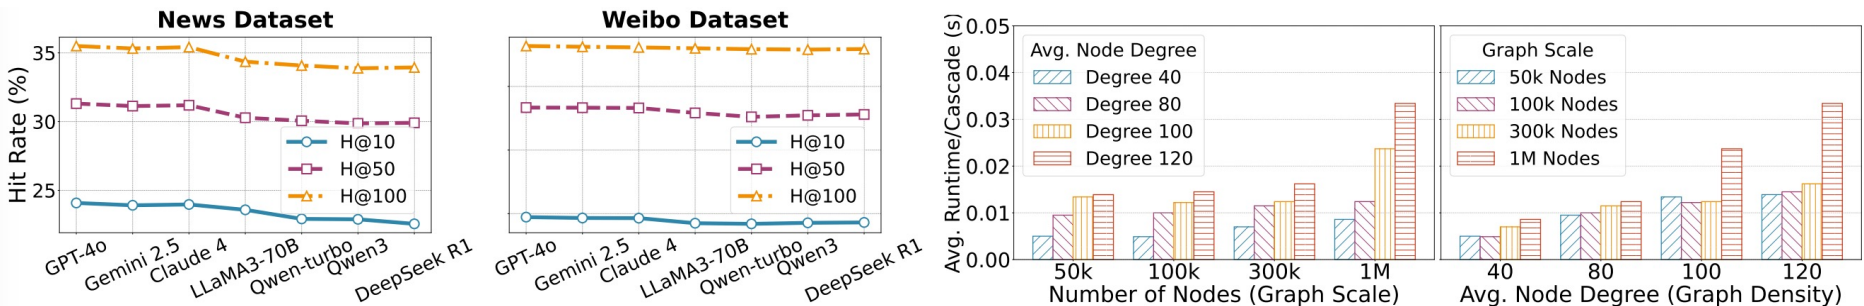 News Dataset
Hit Rate (%)
35
30
25
H@10
H@50
H@100
GPT-4o
Gemini 2.5
Claude 4
LLaMA3-70B
Qwen-turbo
Qwen3
DeepSeek R1
Weibo Dataset
H@10
H@50
H@100
GPT-4o
Gemini 2.5
Claude 4
LLaMA3-70B
Qwen-turbo
Qwen3
DeepSeek R1
Avg. Runtime/Cascade (s)
0.05
0.04
0.03
0.02
0.01
0.00
Avg. Node Degree
Degree 40
Degree 80
Degree 100
Degree 120
50k
100k
300k
1M
Number of Nodes (Graph Scale)
Graph Scale
50k Nodes
100k Nodes
300k Nodes
1M Nodes
40
80
100
120
Avg. Node Degree (Graph Density)